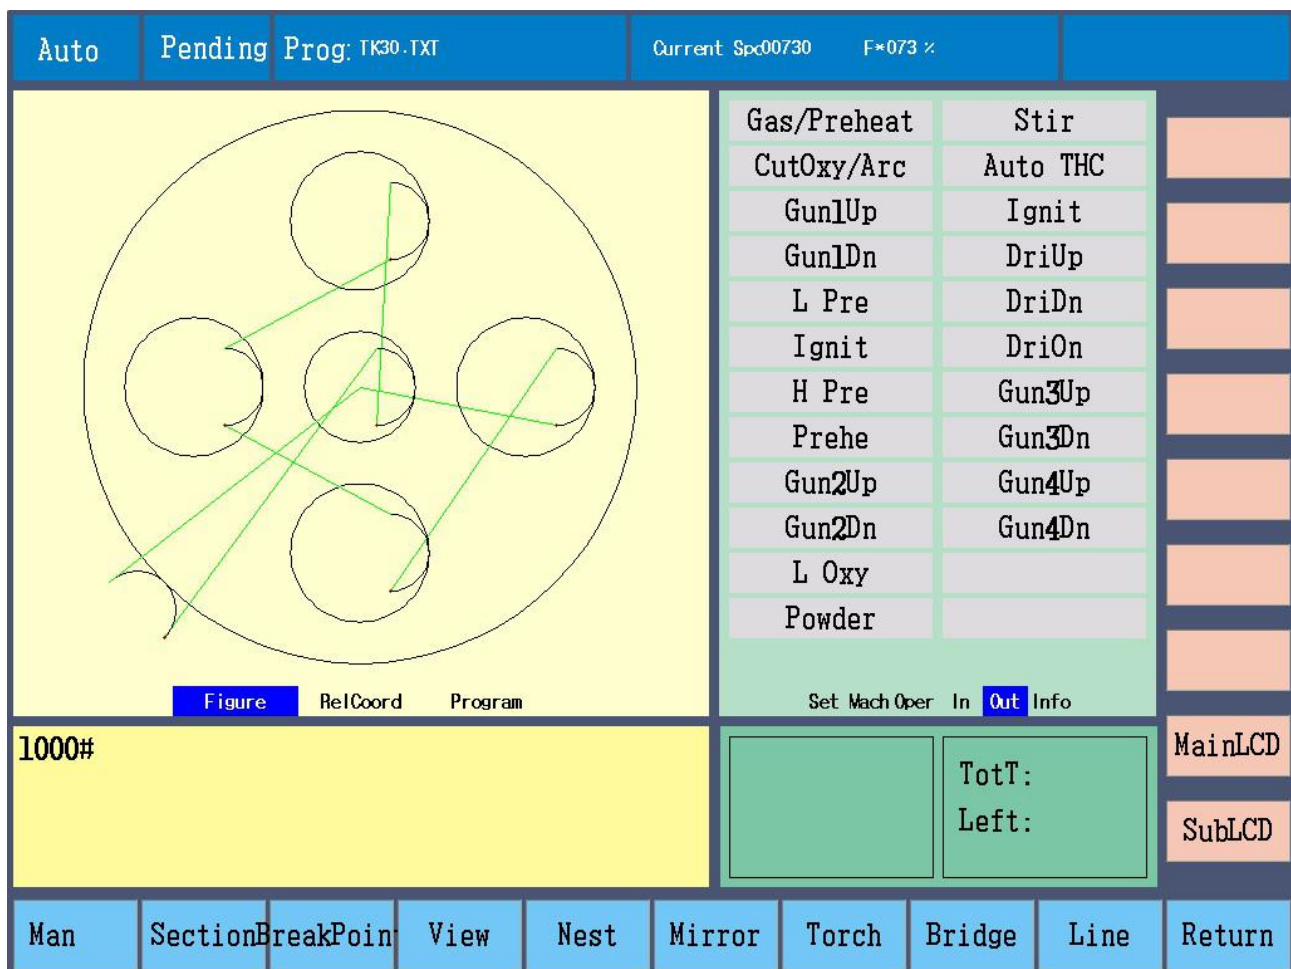 Auto Pending Prog: TK30.TXT Current Spc00730 F*073 %
Gas/Preheat Stir
CutOxy/Arc Auto THC
Gun1Up Ignit
Gun1Dn DriUp
L Pre DriDn
Ignit DriOn
H Pre Gun3Up
Prehe Gun3Dn
Gun2Up Gun4Up
Gun2Dn Gun4Dn
L Oxy
Powder
Figure RelCoord Program
Set Mach Oper In Out Info
1000#
TotT:
Left:
MainLCD
SubLCD
Man Section BreakPoin View Nest Mirror Torch Bridge Line Return